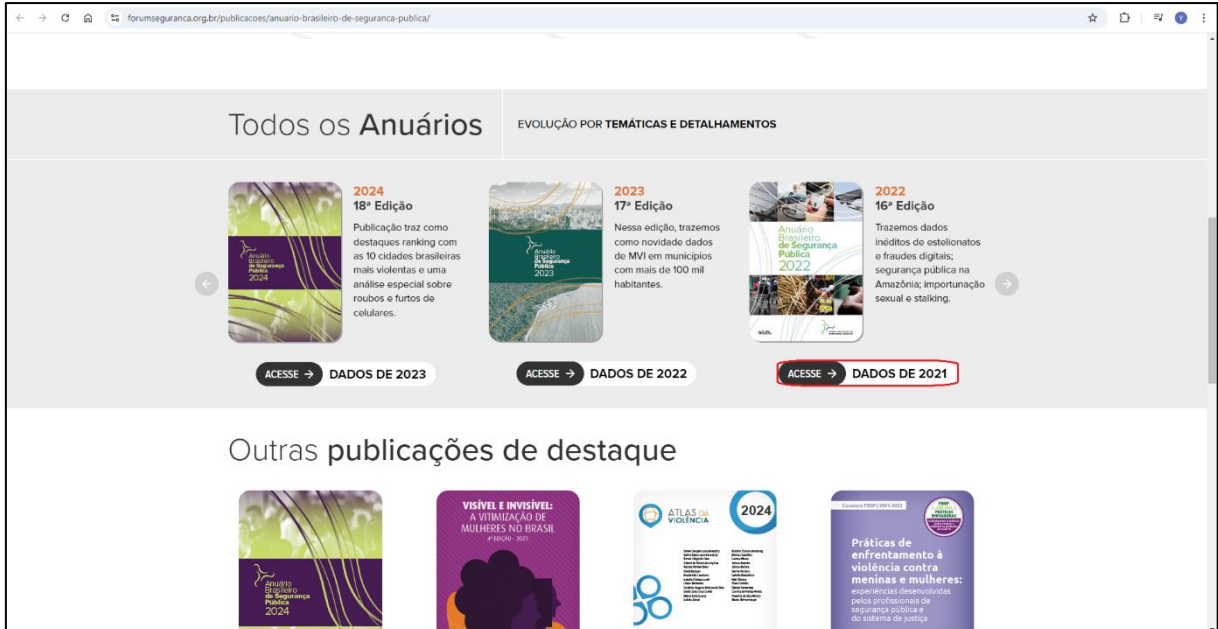 forumseguranca.org.br/publicacoes/anuario-brasileiro-de-seguranca-publica/
Todos os Anuários
EVOLUÇÃO POR TEMÁTICAS E DETALHAMENTOS
Anuário
Brasileiro
de Segurança
Pública
2024
2024
18ª Edição
Publicação traz como
destaques ranking com
as 10 cidades brasileiras
mais violentas e uma
análise especial sobre
roubos e furtos de
celulares.
ACESSE → DADOS DE 2023
Anuário
Brasileiro
de Segurança
Pública
2023
2023
17ª Edição
Nessa edição, trazemos
como novidade dados
de MVI em municípios
com mais de 100 mil
habitantes.
ACESSE → DADOS DE 2022
Anuário
Brasileiro
de Segurança
Pública
2022
2022
16ª Edição
Trazemos dados
inéditos de estelionatos
e fraudes digitais;
segurança pública na
Amazônia; importunação
sexual e stalking.
ACESSE → DADOS DE 2021
Outras publicações de destaque
Anuário
Brasileiro
de Segurança
Pública
2024
VISÍVEL E INVISÍVEL:
A VITIMIZAÇÃO DE
MULHERES NO BRASIL
4ª EDIÇÃO - 2023
ATLAS DA
VIOLÊNCIA
2024
Casoteca FBSP | 2021-2022
Práticas de
enfrentamento à
violência contra
meninas e mulheres:
experiências desenvolvidas
pelos profissionais de
segurança pública e
do sistema de justiça